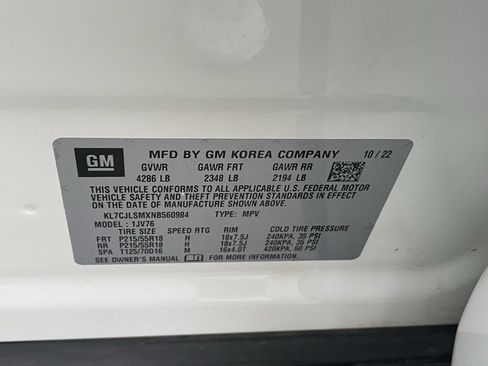 GM
MFD BY GM KOREA COMPANY 10 / 22
GVWR GAWR FRT GAWR RR
4286 LB 2348 LB 2194 LB
THIS VEHICLE CONFORMS TO ALL APPLICABLE U.S. FEDERAL MOTOR
VEHICLE SAFETY AND THEFT PREVENTION STANDARDS IN EFFECT
ON THE DATE OF MANUFACTURE SHOWN ABOVE.
KL7CJLSMXNB560984 TYPE: MPV
MODEL: 1JV76
TIRE SIZE SPEED RTG RIM COLD TIRE PRESSURE
FRT P215/55R18 H 18x7.5J 240KPA, 35 PSI
RR P215/55R18 H 18x7.5J 240KPA, 35 PSI
SPA T125/70D16 M 16x4.0T 420KPA, 60 PSI
SEE OWNER'S MANUAL